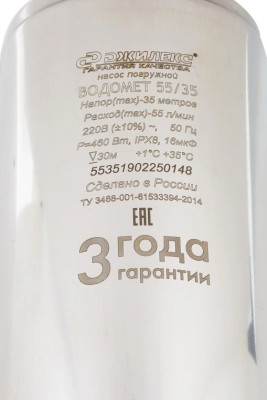 ДЖИЛЕКС
ГАРАНТИЯ КАЧЕСТВА
насос погружной
ВОДОМЕТ 55/35
Напор(max)-35 метров
Расход(max)-55 л/мин
220В (±10%) ~, 50 Гц
P=460 Вт, IPX8, 16мкФ
▽30м +1°C +35°C
55351902250148
Сделано в России
EAC
3 года
гарантии
ТУ 3468-001-61533394-2014